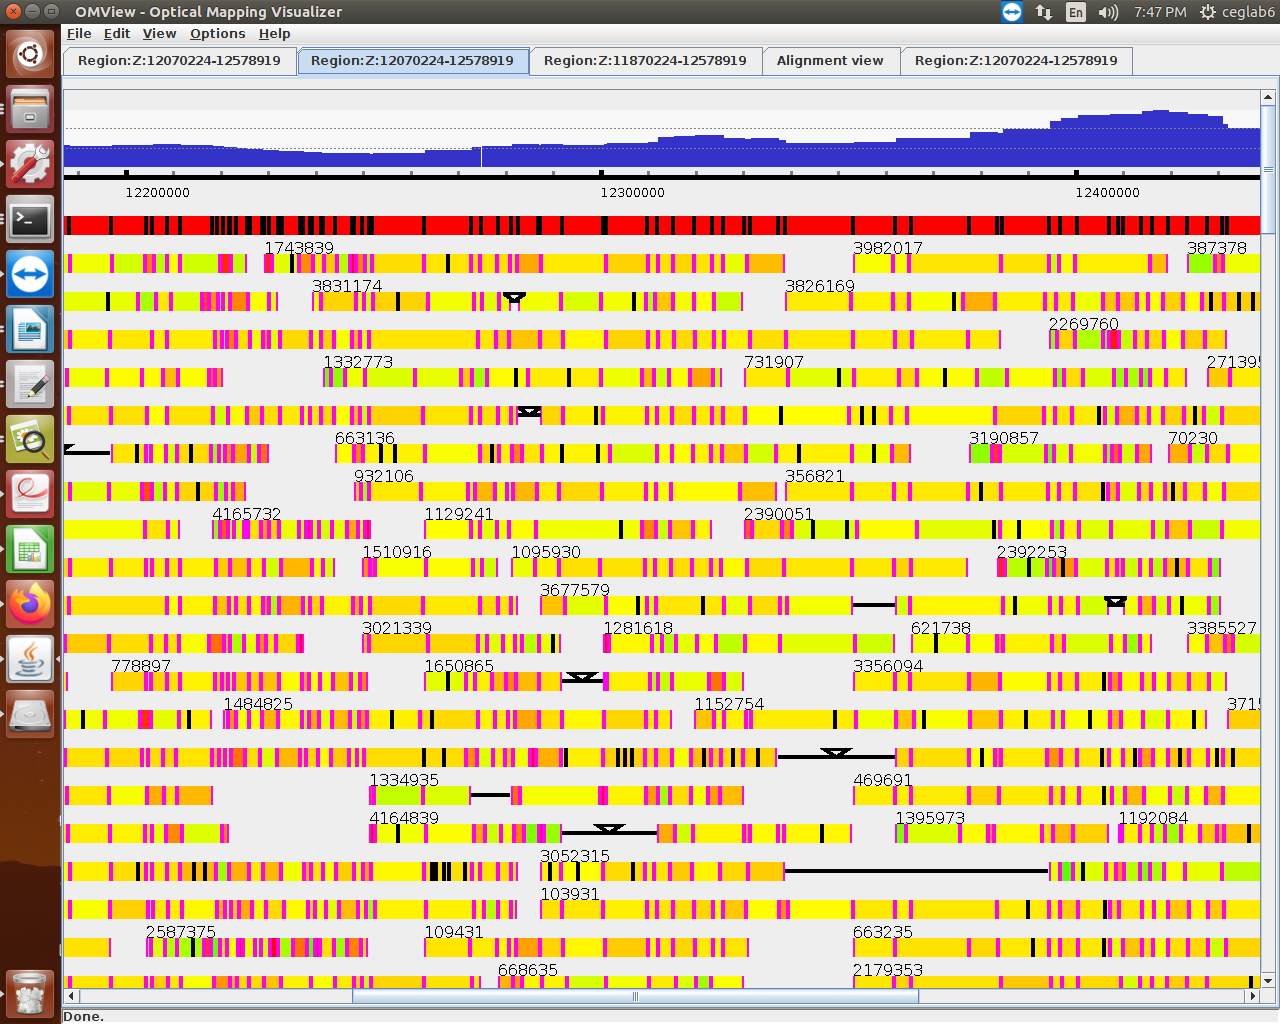 OMView - Optical Mapping Visualizer
En
7:47 PM
ceglab6
File Edit View Options Help
Region:Z:12070224-12578919
Region:Z:12070224-12578919
Region:Z:11870224-12578919
Alignment view
Region:Z:12070224-12578919
12200000 12300000 12400000
1743839 3982017 387378
3831174 3826169
2269760
1332773 731907 271395
663136 3190857 70230
932106 356821
4165732 1129241 2390051
1510916 1095930 2392253
3677579
3021339 1281618 621738 3385527
778897 1650865 3356094
1484825 1152754 3715
1334935 469691
4164839 1395973 1192084
3052315
103931
2587375 109431 663235
668635 2179353
Done.